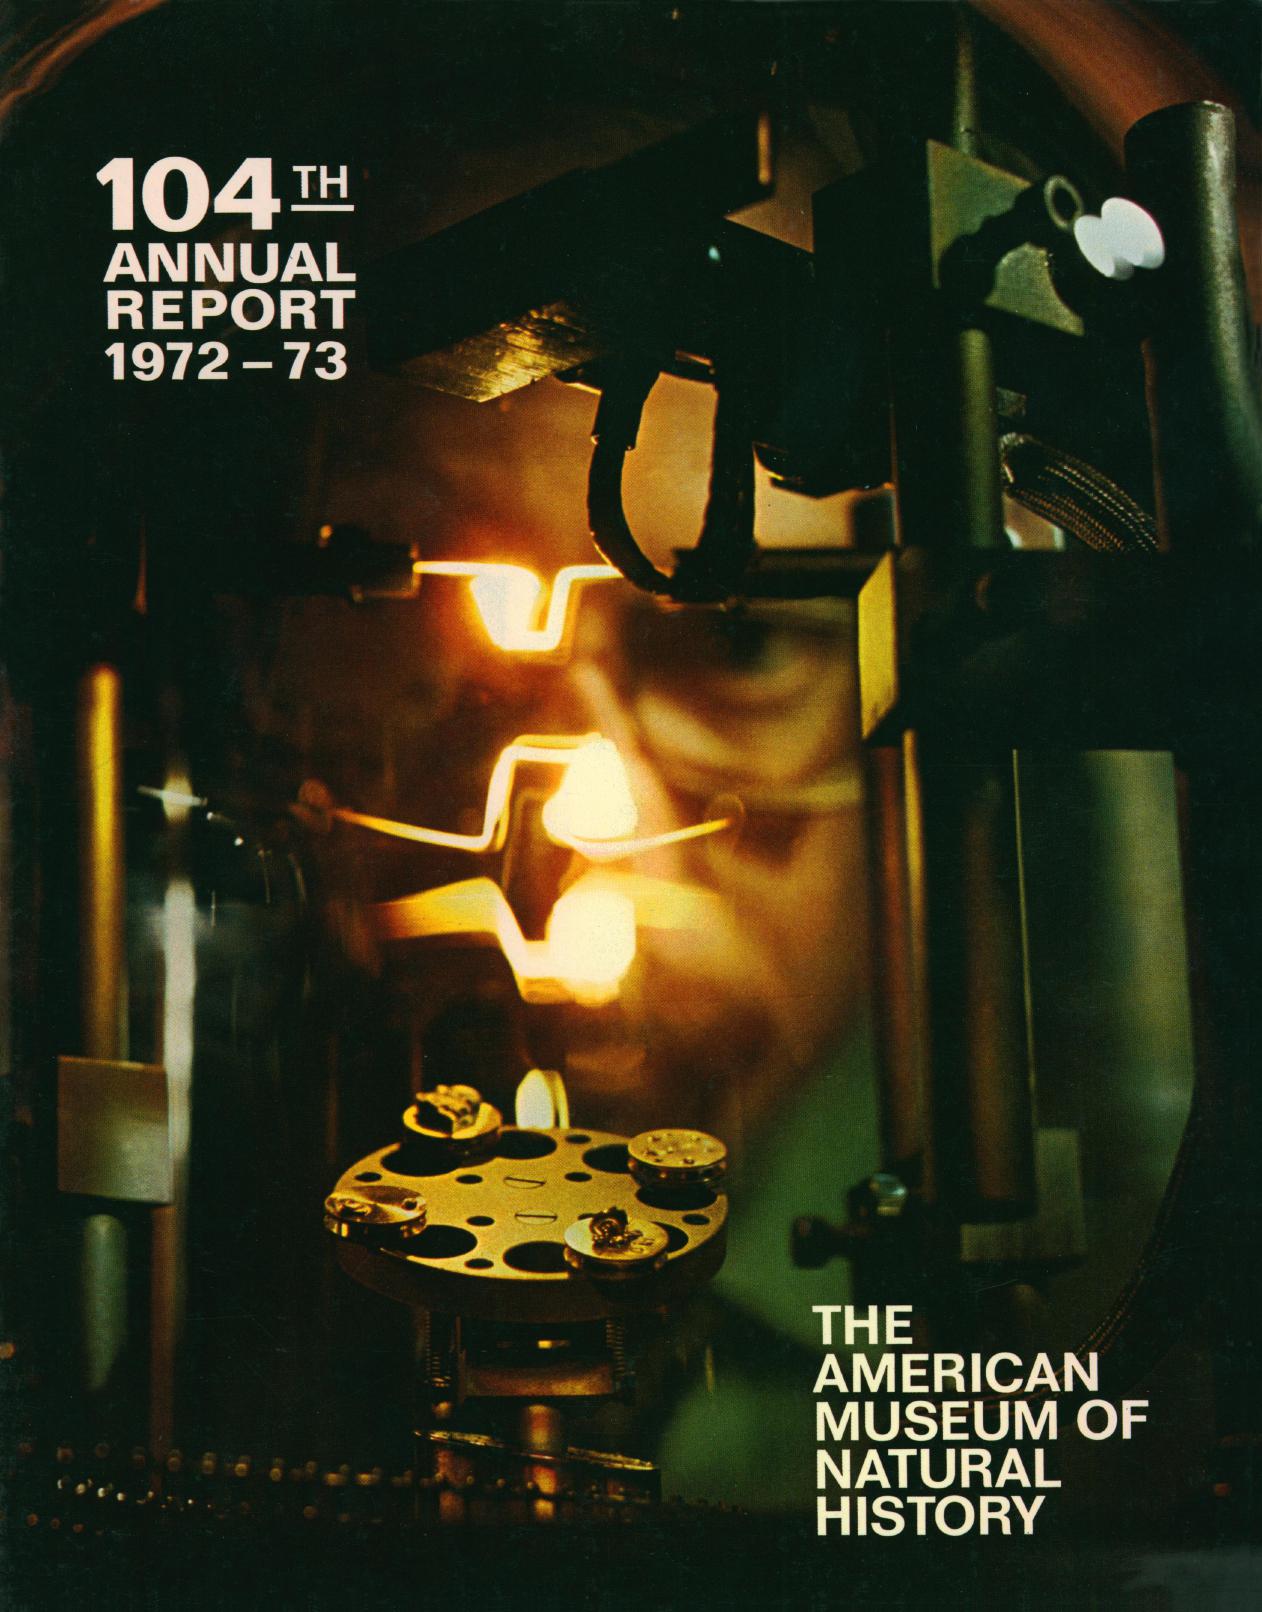 104TH
ANNUAL
REPORT
1972–73
THE
AMERICAN
MUSEUM OF
NATURAL
HISTORY